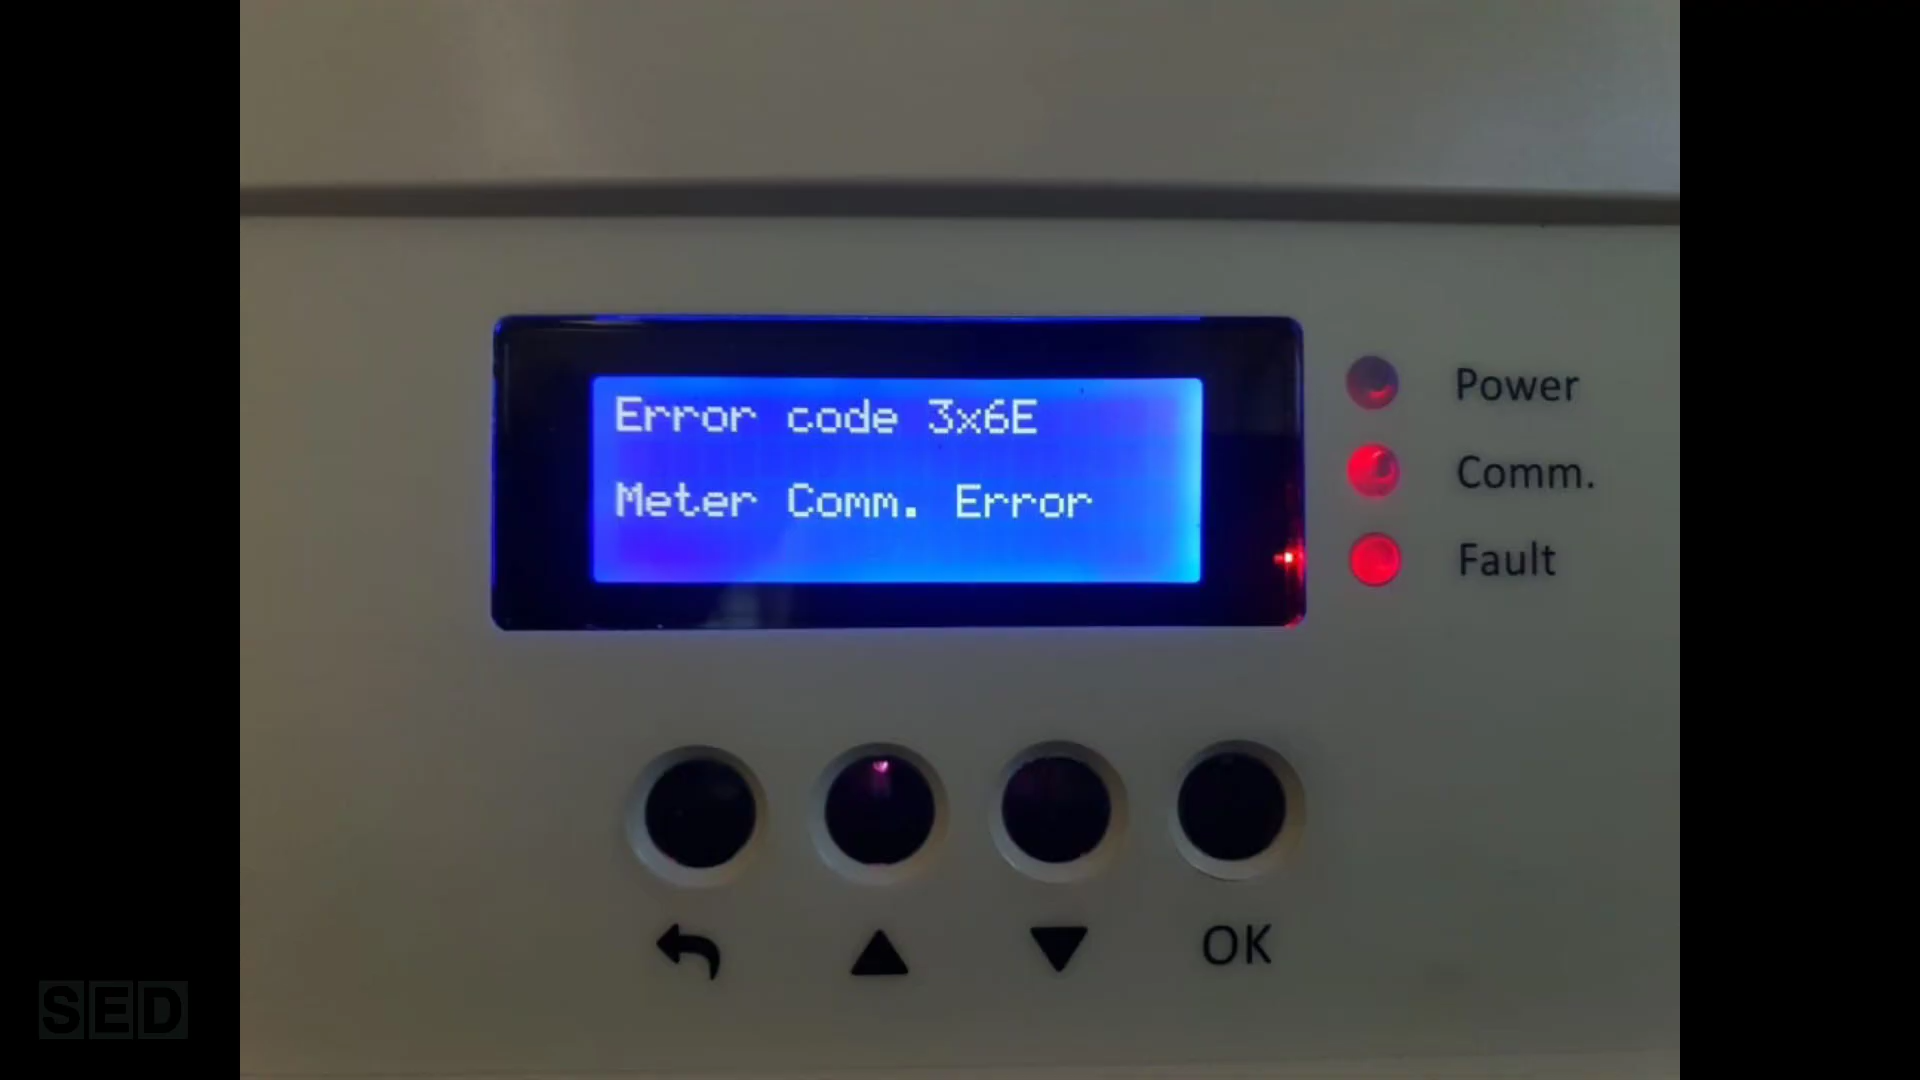 Error code 3x6E
Meter Comm. Error
Power
Comm.
Fault
OK
SED